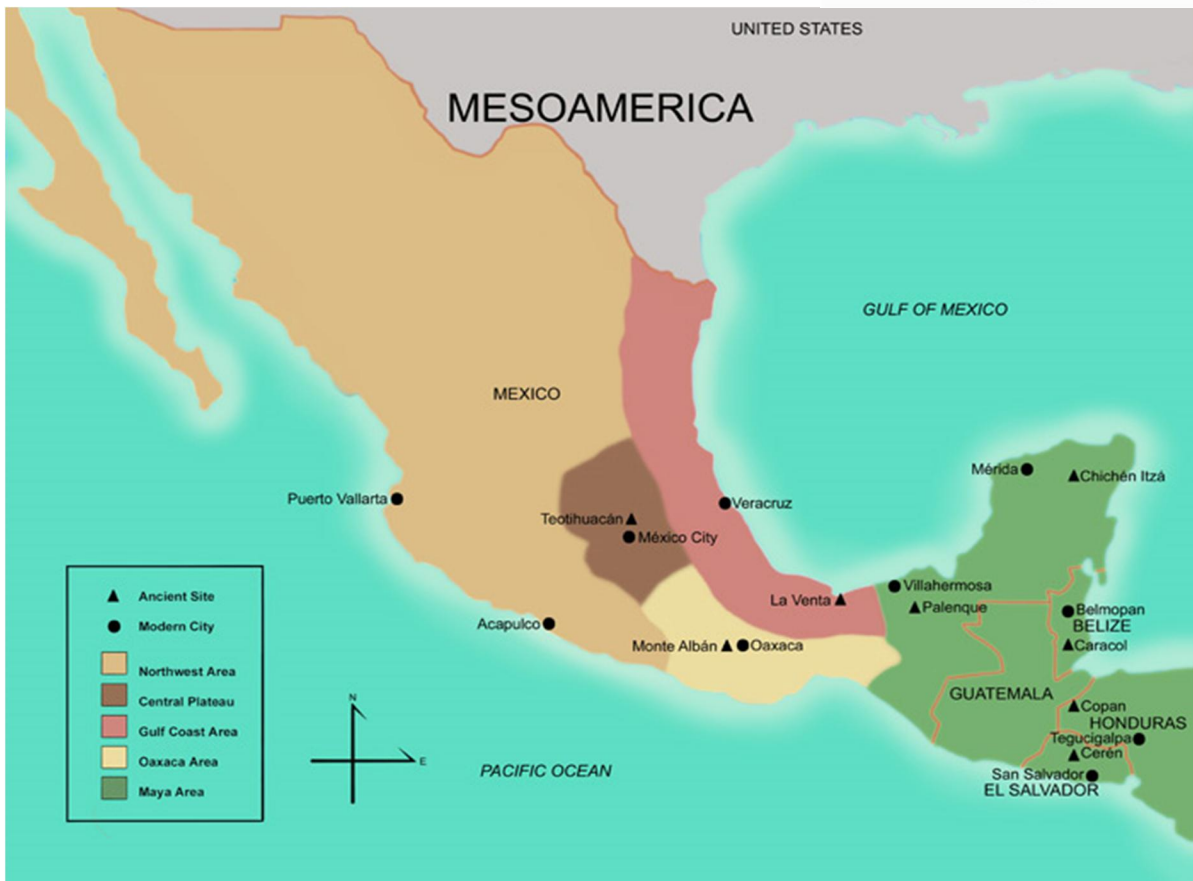 UNITED STATES
MESOAMERICA
GULF OF MEXICO
MEXICO
Mérida
Chichén Itzá
Puerto Vallarta
Veracruz
Teotihuacán
México City
Villahermosa
La Venta
Palenque
Belmopan
BELIZE
Acapulco
Monte Albán
Oaxaca
Caracol
GUATEMALA
Copan
HONDURAS
Tegucigalpa
Cerén
San Salvador
EL SALVADOR
PACIFIC OCEAN
N
E
Ancient Site
Modern City
Northwest Area
Central Plateau
Gulf Coast Area
Oaxaca Area
Maya Area